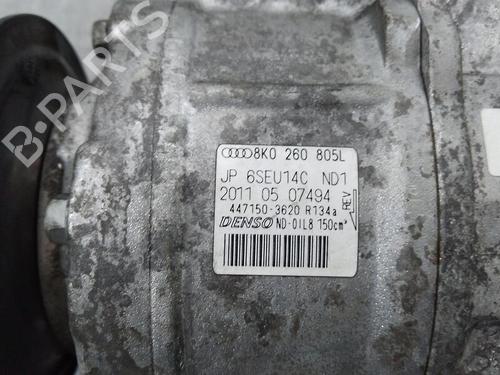 8K0 260 805L
JP 6SEU14C ND1
2011 05 07494 REV
447150-3620 R134a
DENSO ND-OIL8 150cm³
B-PARTS